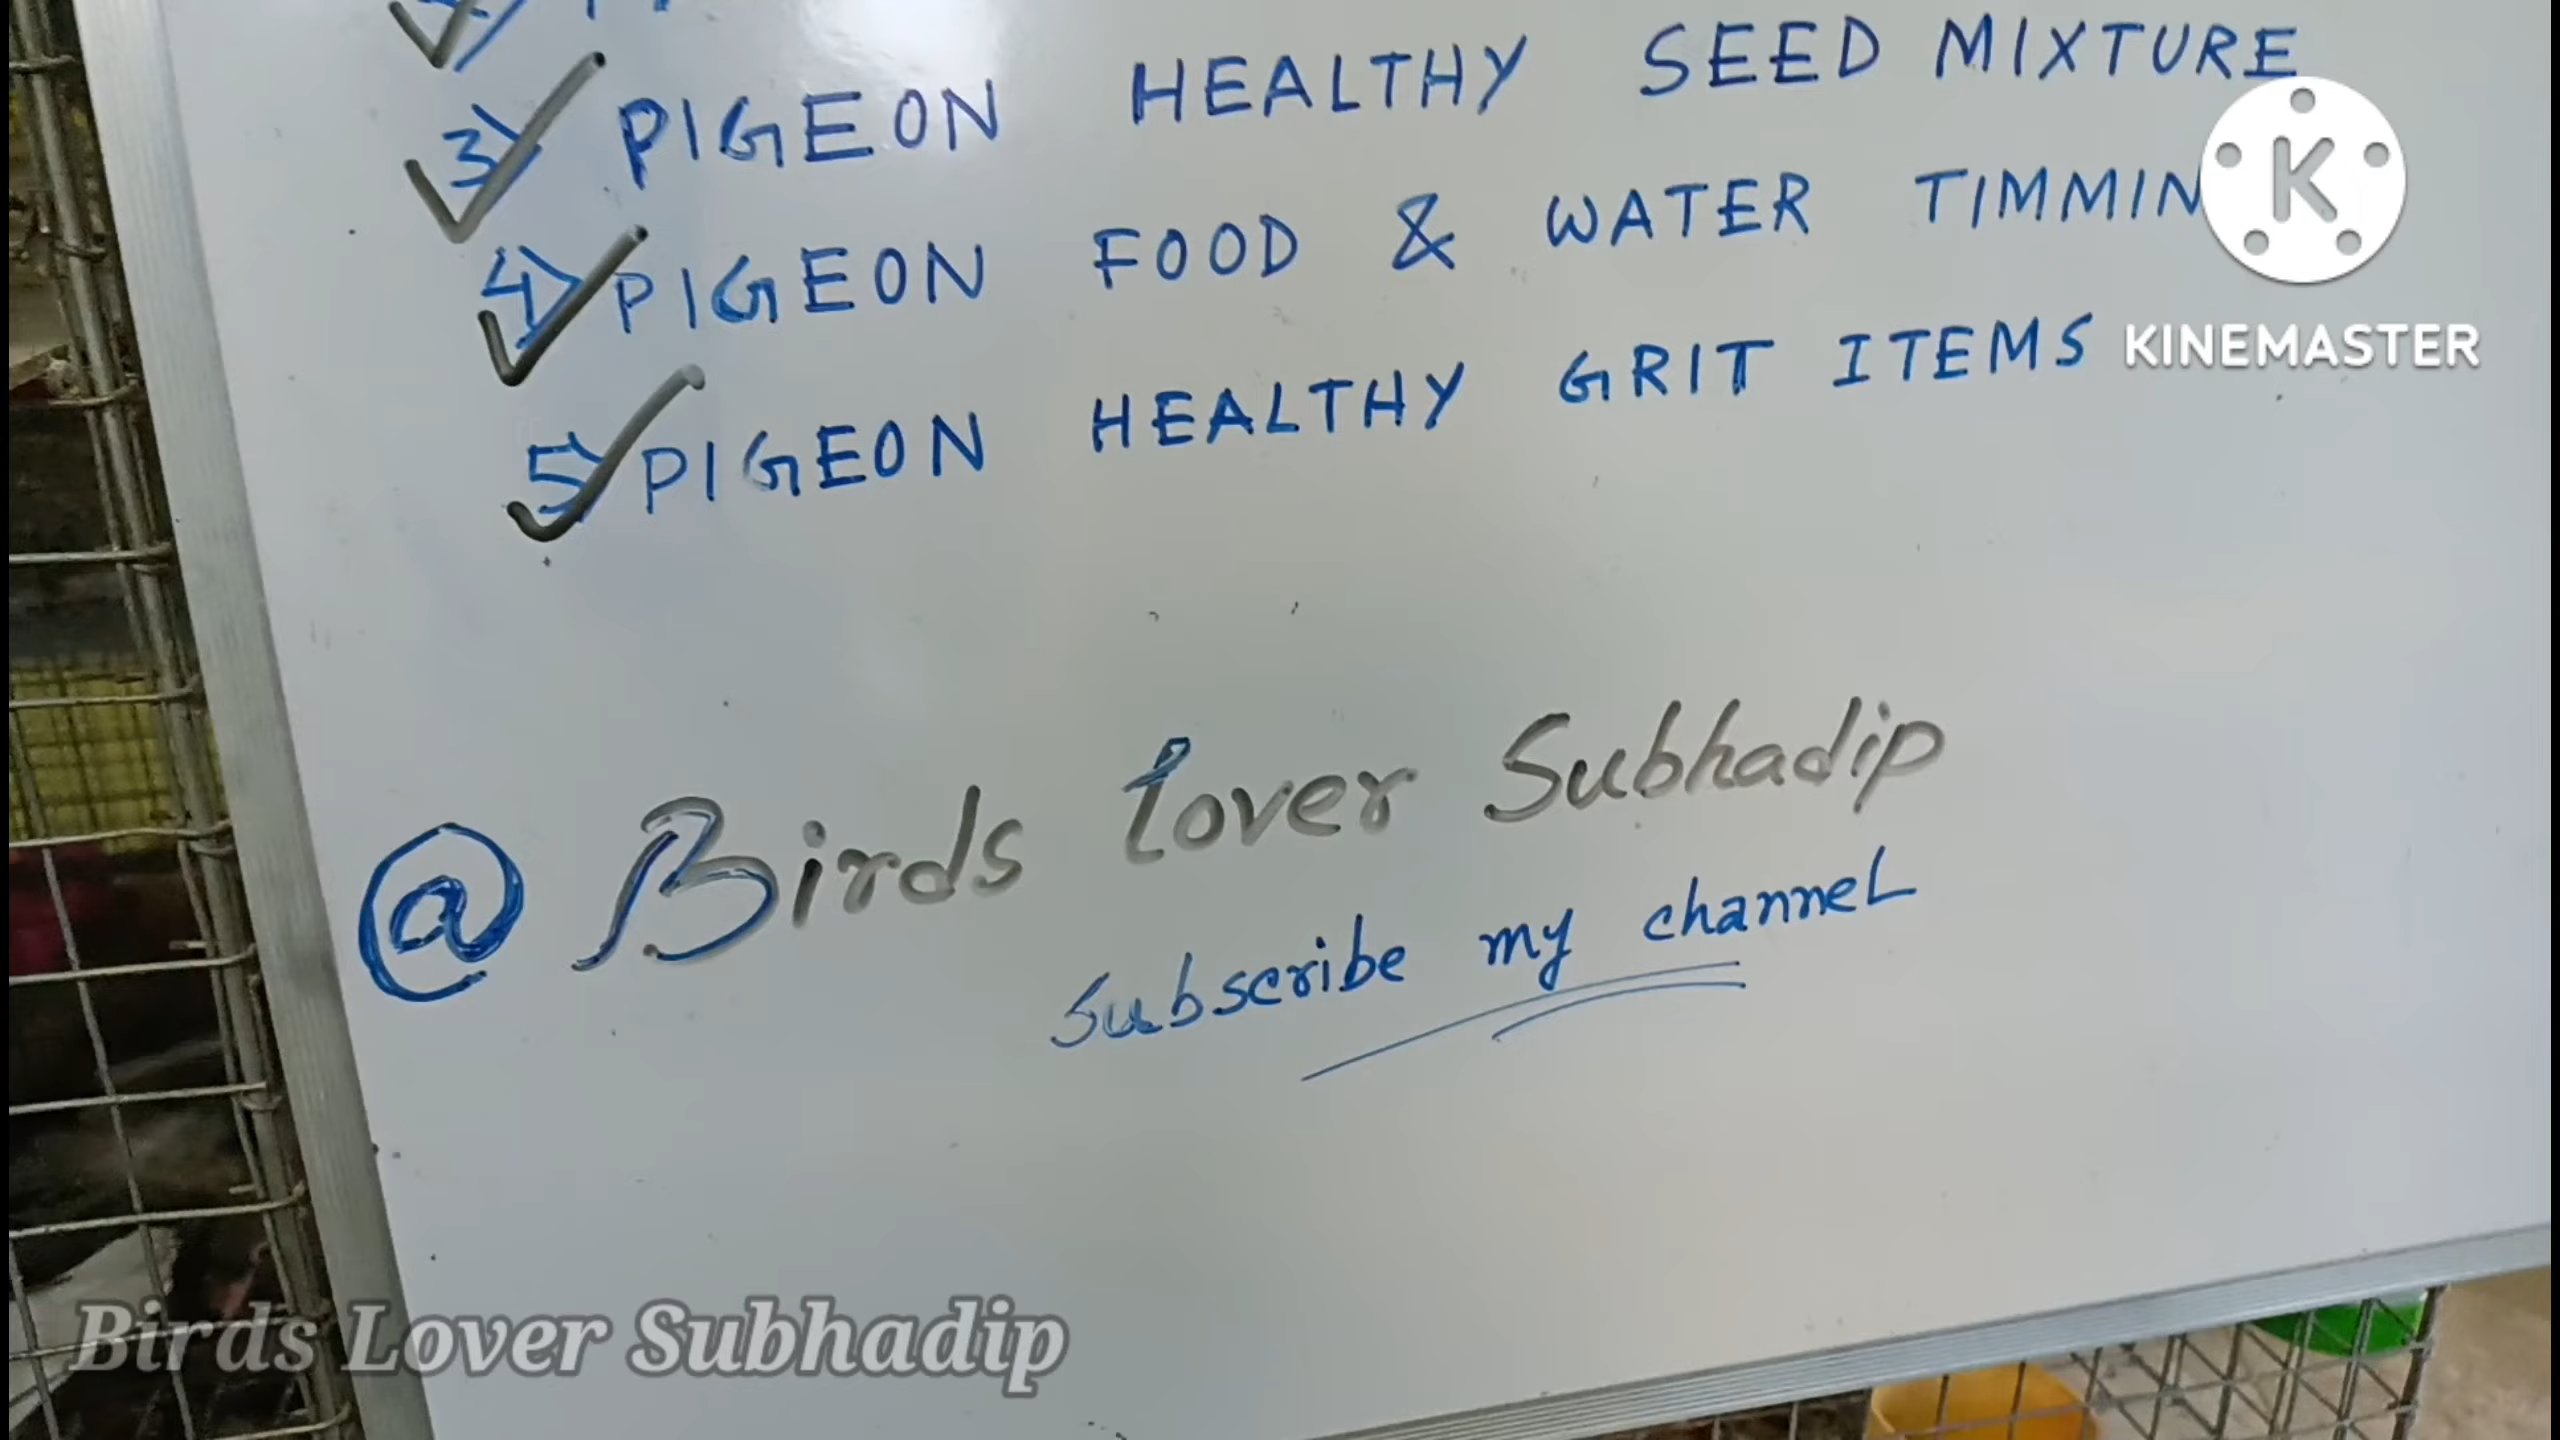 3) PIGEON HEALTHY SEED MIXTURE
4) PIGEON FOOD & WATER TIMMIN
5) PIGEON HEALTHY GRIT ITEMS
K
KINEMASTER
@ Birds Lover Subhadip
Subscribe my channel
Birds Lover Subhadip